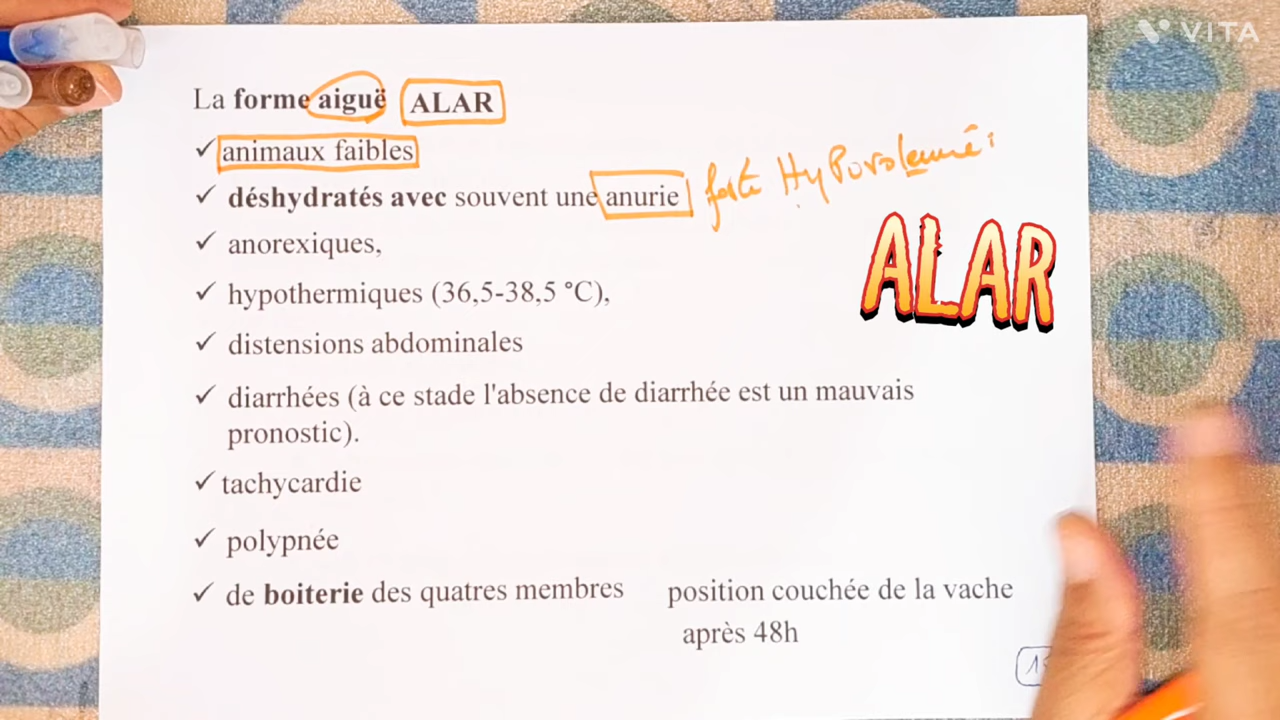 VITA
La forme aiguë ALAR
✓ animaux faibles
✓ déshydratés avec souvent une anurie forte Hypovolemie
ALAR
✓ anorexiques,
✓ hypothermiques (36,5-38,5 °C),
✓ distensions abdominales
✓ diarrhées (à ce stade l'absence de diarrhée est un mauvais
pronostic).
✓ tachycardie
✓ polypnée
✓ de boiterie des quatres membres position couchée de la vache
après 48h